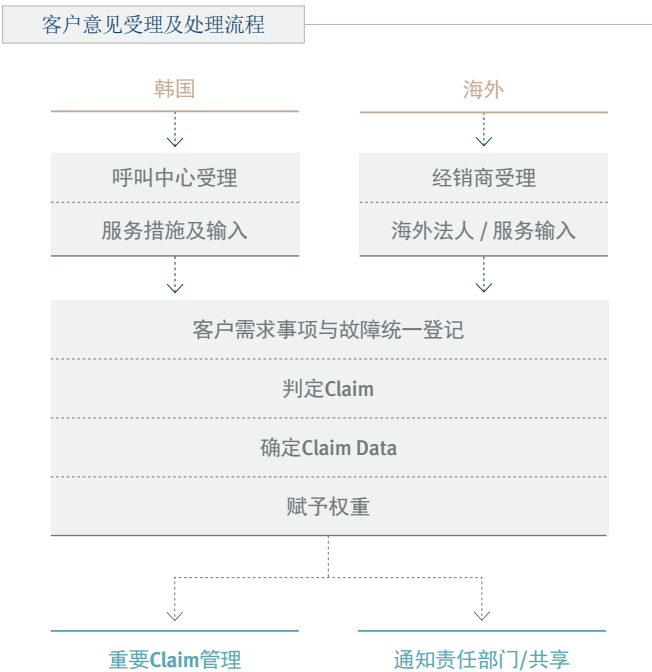 客户意见受理及处理流程
韩国
海外
呼叫中心受理
经销商受理
服务措施及输入
海外法人 / 服务输入
客户需求事项与故障统一登记
判定Claim
确定Claim Data
赋予权重
重要Claim管理
通知责任部门/共享